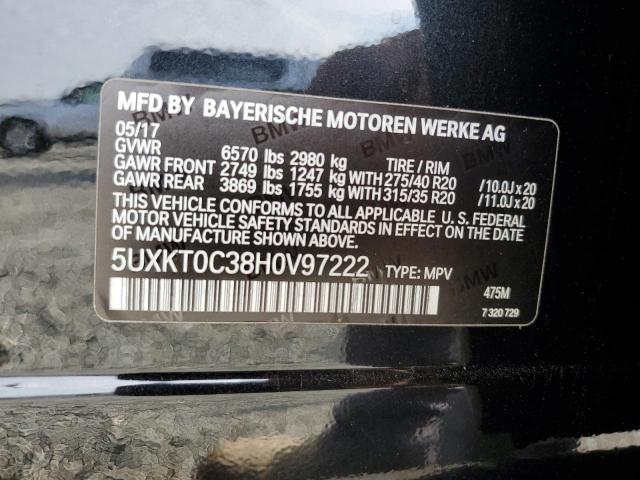 MFD BY BAYERISCHE MOTOREN WERKE AG
05/17
GVWR 6570 lbs 2980 kg TIRE / RIM
GAWR FRONT 2749 lbs 1247 kg WITH 275/40 R20 /10.0J x 20
GAWR REAR 3869 lbs 1755 kg WITH 315/35 R20 /11.0J x 20
THIS VEHICLE CONFORMS TO ALL APPLICABLE U. S. FEDERAL
MOTOR VEHICLE SAFETY STANDARDS IN EFFECT ON THE DATE
OF MANUFACTURE SHOWN ABOVE.
5UXKT0C38H0V97222 TYPE: MPV
475M
7 320 729